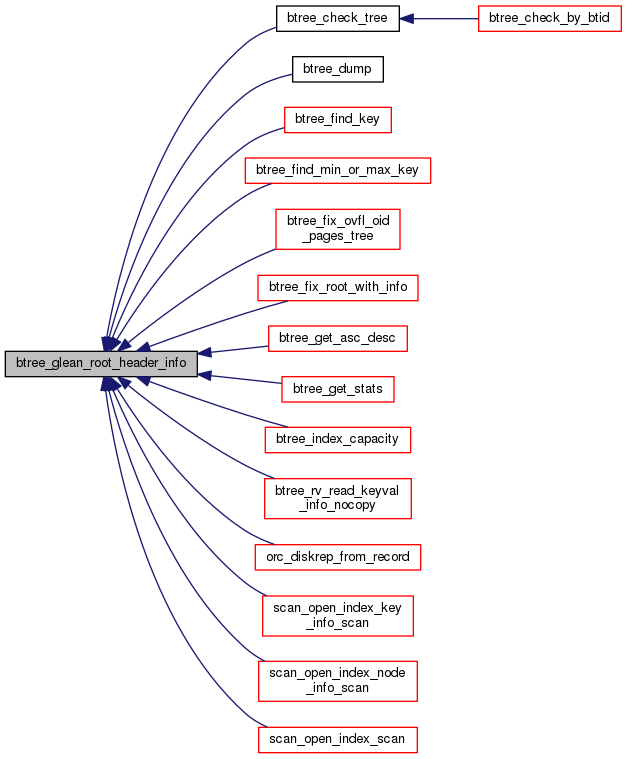 btree_check_tree
btree_check_by_btid
btree_dump
btree_find_key
btree_find_min_or_max_key
btree_fix_ovfl_oid
_pages_tree
btree_fix_root_with_info
btree_get_asc_desc
btree_glean_root_header_info
btree_get_stats
btree_index_capacity
btree_rv_read_keyval
_info_nocopy
orc_diskrep_from_record
scan_open_index_key
_info_scan
scan_open_index_node
_info_scan
scan_open_index_scan